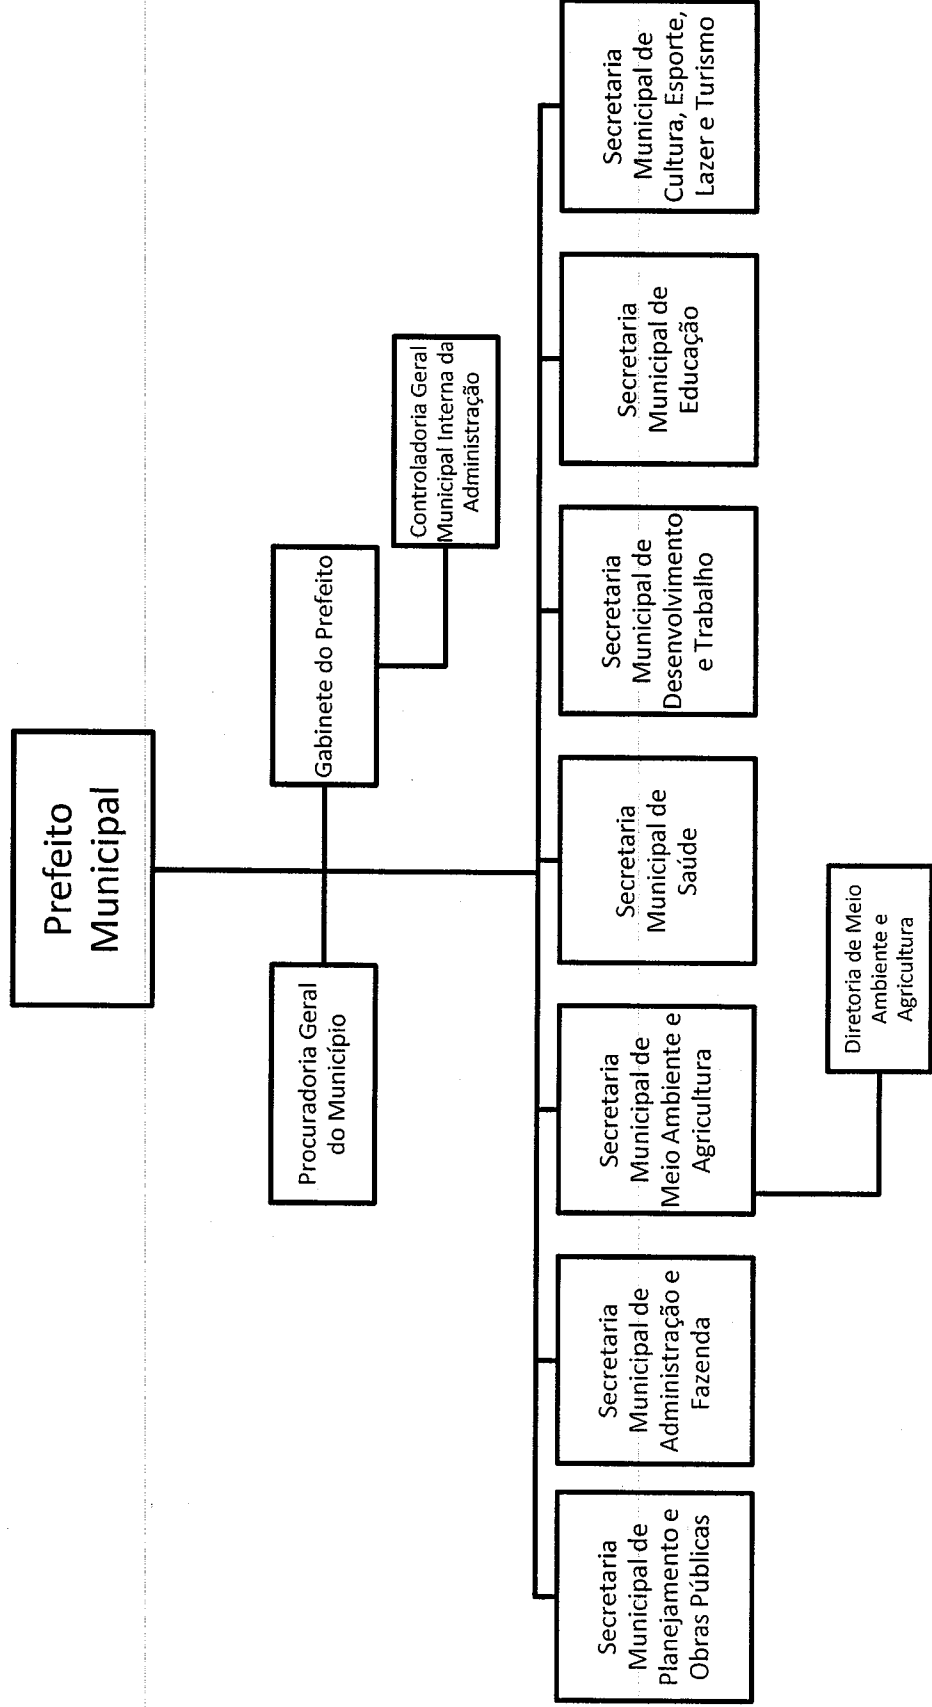 Prefeito
Municipal
Procuradoria Geral
do Município
Gabinete do Prefeito
Controladoria Geral
Municipal Interna da
Administração
Secretaria
Municipal de
Planejamento e
Obras Públicas
Secretaria
Municipal de
Administração e
Fazenda
Secretaria
Municipal de
Meio Ambiente e
Agricultura
Secretaria
Municipal de
Saúde
Secretaria
Municipal de
Desenvolvimento
e Trabalho
Secretaria
Municipal de
Educação
Secretaria
Municipal de
Cultura, Esporte,
Lazer e Turismo
Diretoria de Meio
Ambiente e
Agricultura